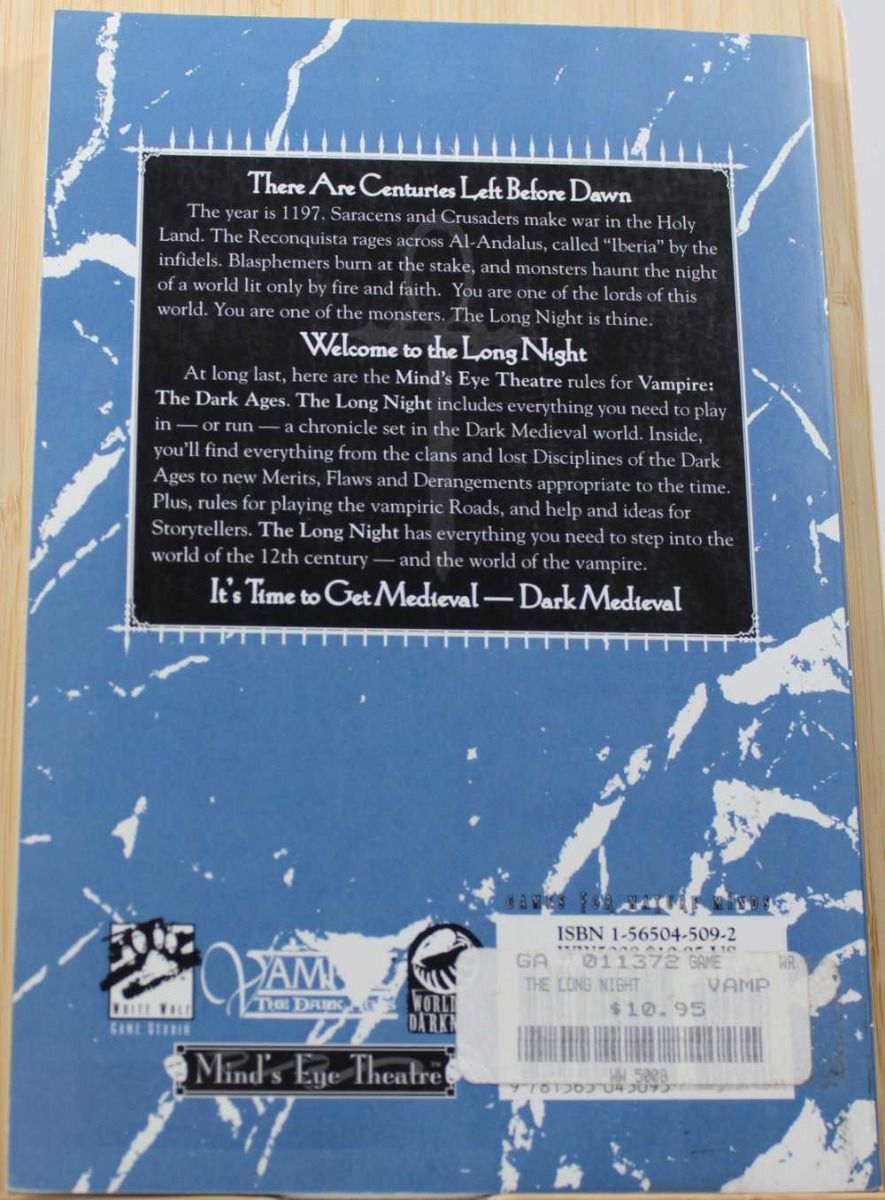 There Are Centuries Left Before Dawn
The year is 1197. Saracens and Crusaders make war in the Holy
Land. The Reconquista rages across Al-Andalus, called “Iberia” by the
infidels. Blasphemers burn at the stake, and monsters haunt the night
of a world lit only by fire and faith. You are one of the lords of this
world. You are one of the monsters. The Long Night is thine.
Welcome to the Long Night
At long last, here are the Mind's Eye Theatre rules for Vampire:
The Dark Ages. The Long Night includes everything you need to play
in — or run — a chronicle set in the Dark Medieval world. Inside,
you'll find everything from the clans and lost Disciplines of the Dark
Ages to new Merits, Flaws and Derangements appropriate to the time.
Plus, rules for playing the vampiric Roads, and help and ideas for
Storytellers. The Long Night has everything you need to step into the
world of the 12th century — and the world of the vampire.
It's Time to Get Medieval — Dark Medieval
GAMES FOR MATURE MINDS
ISBN 1-56504-509-2
GA 011372 GAME WR
THE LONG NIGHT VAMP
$10.95
WW 5008
WHITE WOLF
GAME STUDIO
THE DARK AGES
WORLD
Mind's Eye Theatre™